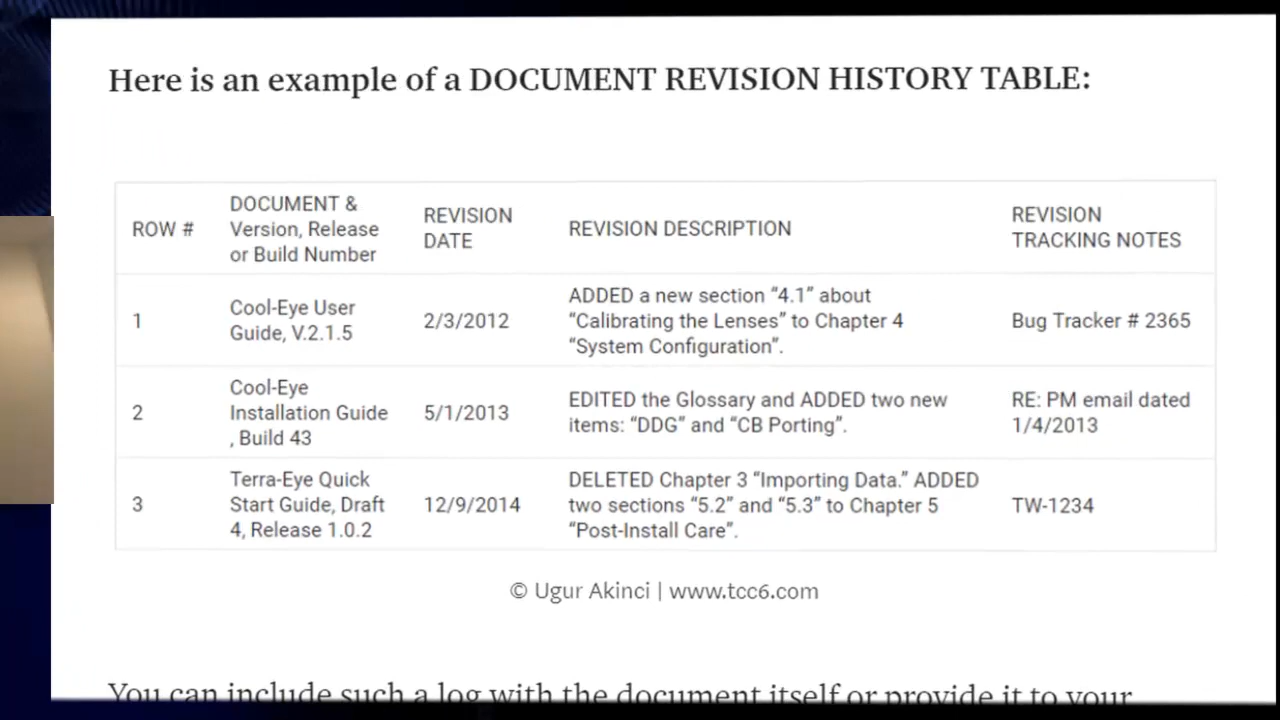 Here is an example of a DOCUMENT REVISION HISTORY TABLE:
ROW #
DOCUMENT &
Version, Release
or Build Number
REVISION
DATE
REVISION DESCRIPTION
REVISION
TRACKING NOTES
1
Cool-Eye User
Guide, V.2.1.5
2/3/2012
ADDED a new section “4.1” about
“Calibrating the Lenses” to Chapter 4
“System Configuration”.
Bug Tracker # 2365
2
Cool-Eye
Installation Guide
, Build 43
5/1/2013
EDITED the Glossary and ADDED two new
items: “DDG” and “CB Porting”.
RE: PM email dated
1/4/2013
3
Terra-Eye Quick
Start Guide, Draft
4, Release 1.0.2
12/9/2014
DELETED Chapter 3 “Importing Data.” ADDED
two sections “5.2” and “5.3” to Chapter 5
“Post-Install Care”.
TW-1234
© Ugur Akinci | www.tcc6.com
You can include such a log with the document itself or provide it to your